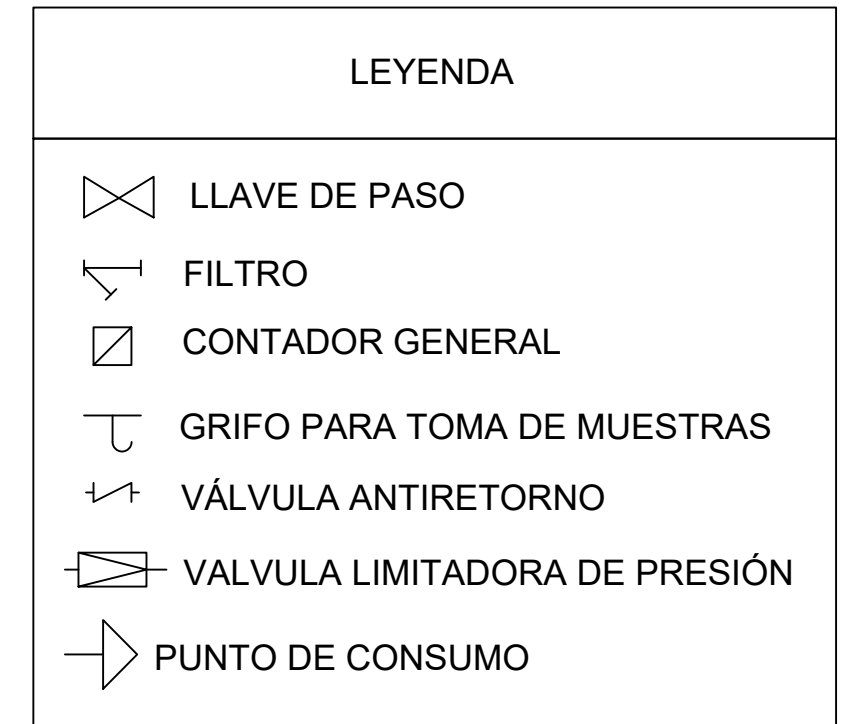 LEYENDA
LLAVE DE PASO
FILTRO
CONTADOR GENERAL
GRIFO PARA TOMA DE MUESTRAS
VÁLVULA ANTIRETORNO
VALVULA LIMITADORA DE PRESIÓN
PUNTO DE CONSUMO